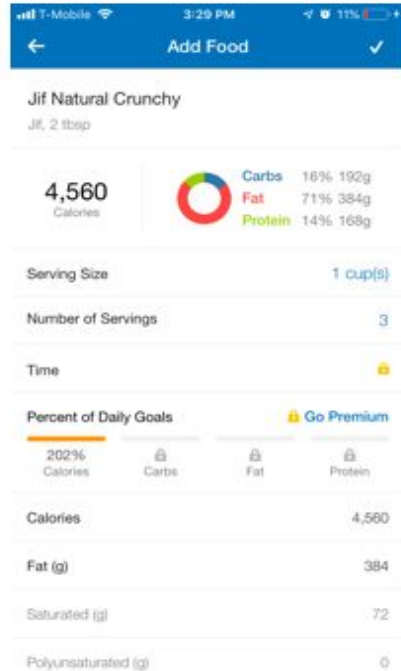 T-Mobile 3:29 PM 11%
Add Food
Jif Natural Crunchy
Jif, 2 tbsp
4,560
Calories
Carbs 16% 192g
Fat 71% 384g
Protein 14% 168g
Serving Size 1 cup(s)
Number of Servings 3
Time
Percent of Daily Goals Go Premium
202%
Calories Carbs Fat Protein
Calories 4,560
Fat (g) 384
Saturated (g) 72
Polyunsaturated (g) 0